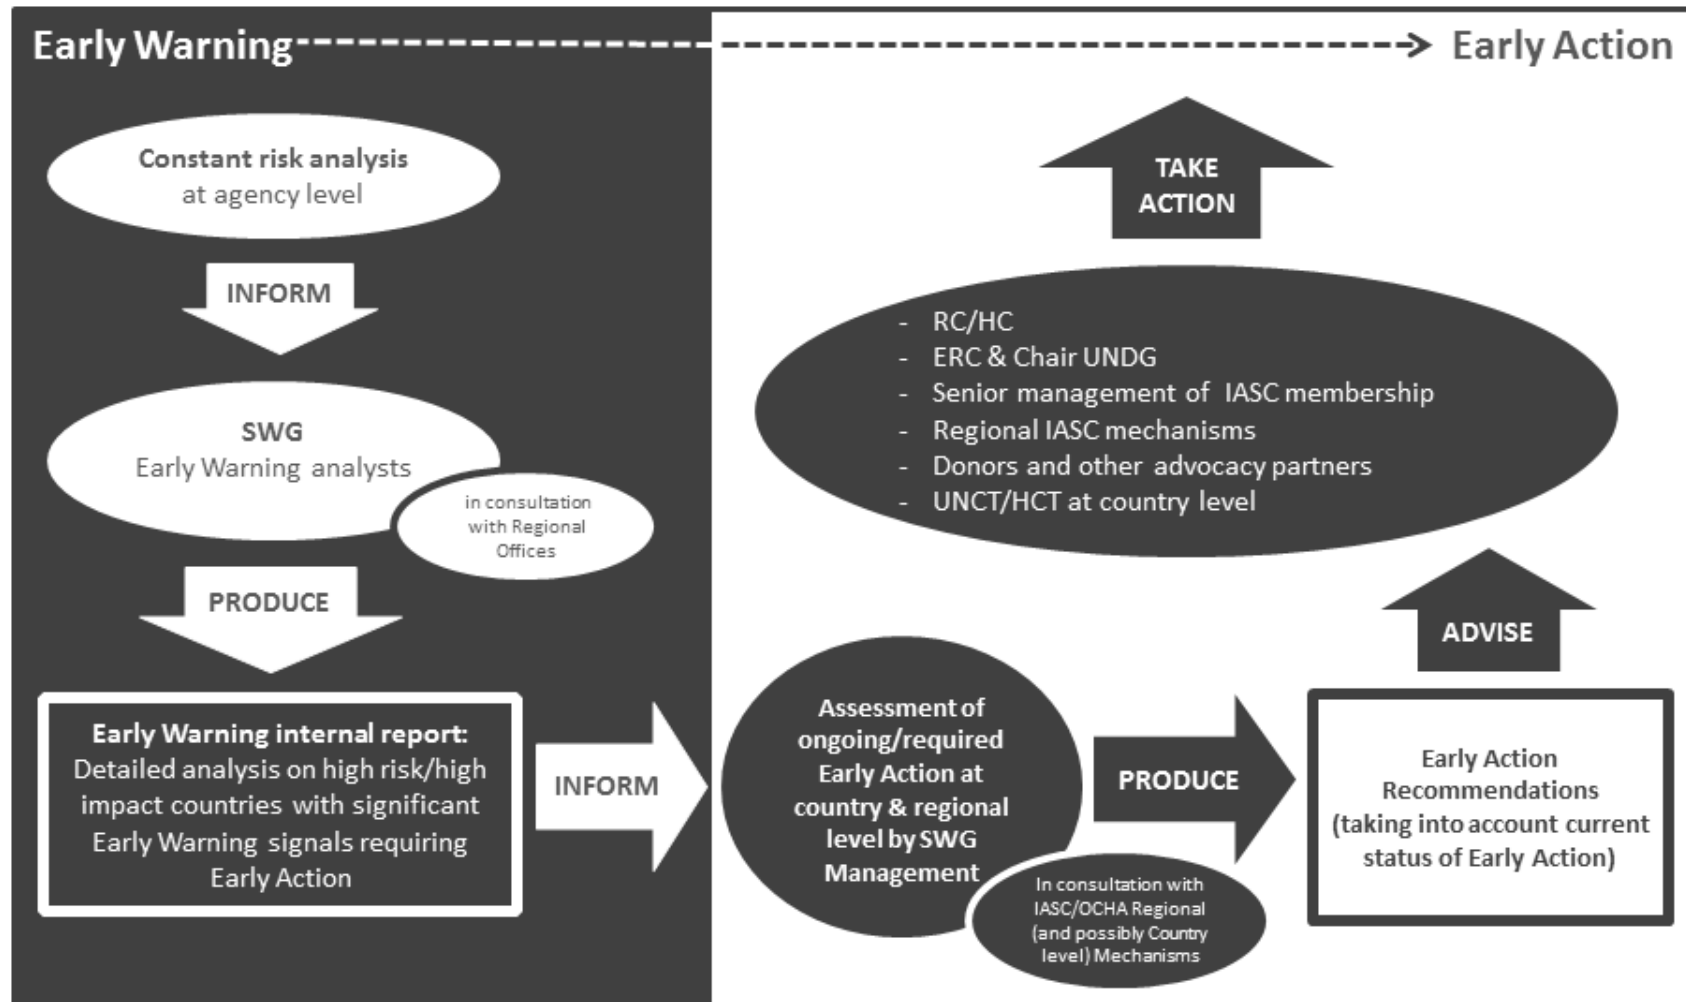 Early Warning
Early Action
Constant risk analysis
at agency level
INFORM
SWG
Early Warning analysts
in consultation
with Regional
Offices
PRODUCE
Early Warning internal report:
Detailed analysis on high risk/high
impact countries with significant
Early Warning signals requiring
Early Action
INFORM
Assessment of
ongoing/required
Early Action at
country & regional
level by SWG
Management
In consultation with
IASC/OCHA Regional
(and possibly Country
level) Mechanisms
PRODUCE
Early Action
Recommendations
(taking into account current
status of Early Action)
ADVISE
- RC/HC
- ERC & Chair UNDG
- Senior management of IASC membership
- Regional IASC mechanisms
- Donors and other advocacy partners
- UNCT/HCT at country level
TAKE
ACTION